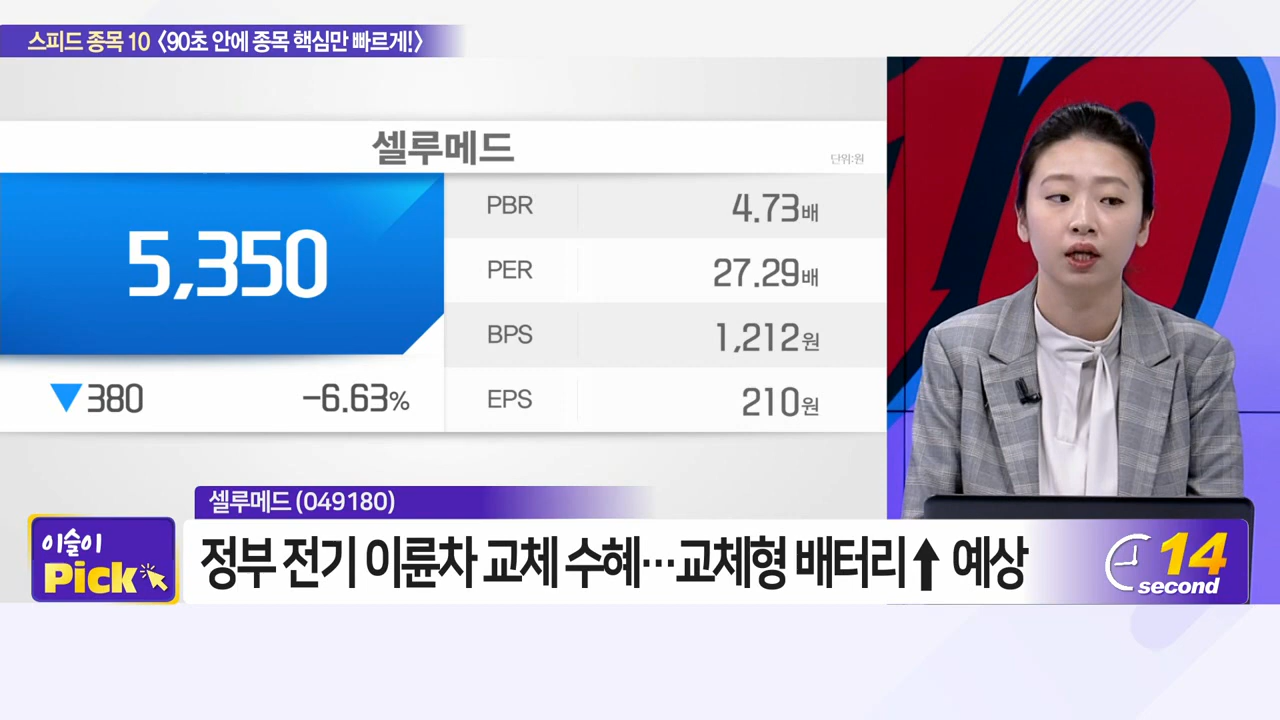 스피드 종목 10 <90초 안에 종목 핵심만 빠르게!>
셀루메드
단위:원
5,350
▼380 -6.63%
PBR 4.73배
PER 27.29배
BPS 1,212원
EPS 210원
셀루메드 (049180)
이슬이
Pick
정부 전기 이륜차 교체 수혜…교체형 배터리↑ 예상
14
second